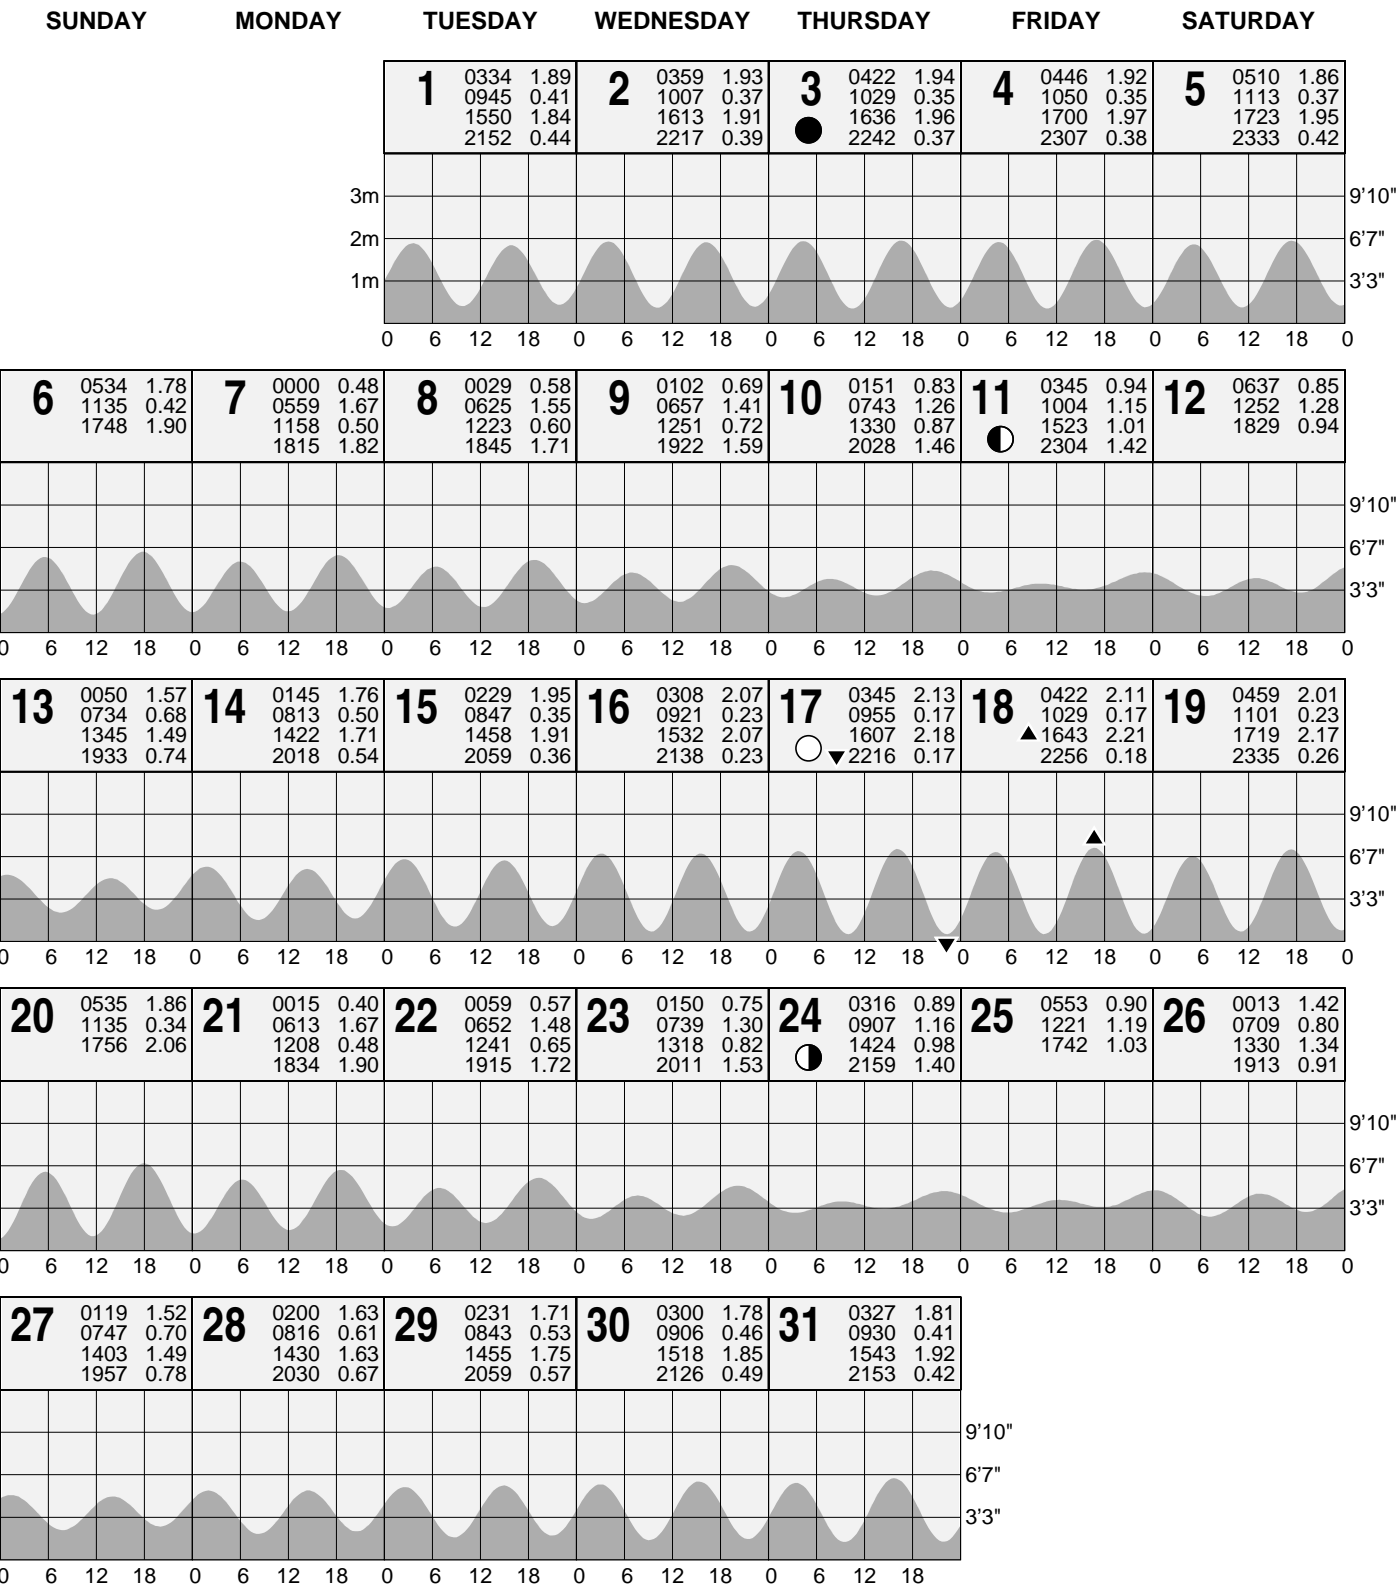 SUNDAY MONDAY TUESDAY WEDNESDAY THURSDAY FRIDAY SATURDAY
1 0334 1.89 2 0359 1.93 3 0422 1.94 4 0446 1.92 5 0510 1.86
0945 0.41 1007 0.37 1029 0.35 1050 0.35 1113 0.37
1550 1.84 1613 1.91 1636 1.96 1700 1.97 1723 1.95
2152 0.44 2217 0.39 2242 0.37 2307 0.38 2333 0.42
3m 9'10"
2m 6'7"
1m 3'3"
0 6 12 18 0 6 12 18 0 6 12 18 0 6 12 18 0 6 12 18 0
6 0534 1.78 7 0000 0.48 8 0029 0.58 9 0102 0.69 10 0151 0.83 11 0345 0.94 12 0637 0.85
1135 0.42 0559 1.67 0625 1.55 0657 1.41 0743 1.26 1004 1.15 1252 1.28
1748 1.90 1158 0.50 1223 0.60 1251 0.72 1330 0.87 1523 1.01 1829 0.94
1815 1.82 1845 1.71 1922 1.59 2028 1.46 2304 1.42
9'10"
6'7"
3'3"
0 6 12 18 0 6 12 18 0 6 12 18 0 6 12 18 0 6 12 18 0 6 12 18 0 6 12 18 0
13 0050 1.57 14 0145 1.76 15 0229 1.95 16 0308 2.07 17 0345 2.13 18 0422 2.11 19 0459 2.01
0734 0.68 0813 0.50 0847 0.35 0921 0.23 0955 0.17 1029 0.17 1101 0.23
1345 1.49 1422 1.71 1458 1.91 1532 2.07 1607 2.18 1643 2.21 1719 2.17
1933 0.74 2018 0.54 2059 0.36 2138 0.23 2216 0.17 2256 0.18 2335 0.26
9'10"
6'7"
3'3"
0 6 12 18 0 6 12 18 0 6 12 18 0 6 12 18 0 6 12 18 0 6 12 18 0 6 12 18 0
20 0535 1.86 21 0015 0.40 22 0059 0.57 23 0150 0.75 24 0316 0.89 25 0553 0.90 26 0013 1.42
1135 0.34 0613 1.67 0652 1.48 0739 1.30 0907 1.16 1221 1.19 0709 0.80
1756 2.06 1208 0.48 1241 0.65 1318 0.82 1424 0.98 1742 1.03 1330 1.34
1834 1.90 1915 1.72 2011 1.53 2159 1.40 1913 0.91
9'10"
6'7"
3'3"
0 6 12 18 0 6 12 18 0 6 12 18 0 6 12 18 0 6 12 18 0 6 12 18 0 6 12 18 0
27 0119 1.52 28 0200 1.63 29 0231 1.71 30 0300 1.78 31 0327 1.81
0747 0.70 0816 0.61 0843 0.53 0906 0.46 0930 0.41
1403 1.49 1430 1.63 1455 1.75 1518 1.85 1543 1.92
1957 0.78 2030 0.67 2059 0.57 2126 0.49 2153 0.42
9'10"
6'7"
3'3"
0 6 12 18 0 6 12 18 0 6 12 18 0 6 12 18 0 6 12 18